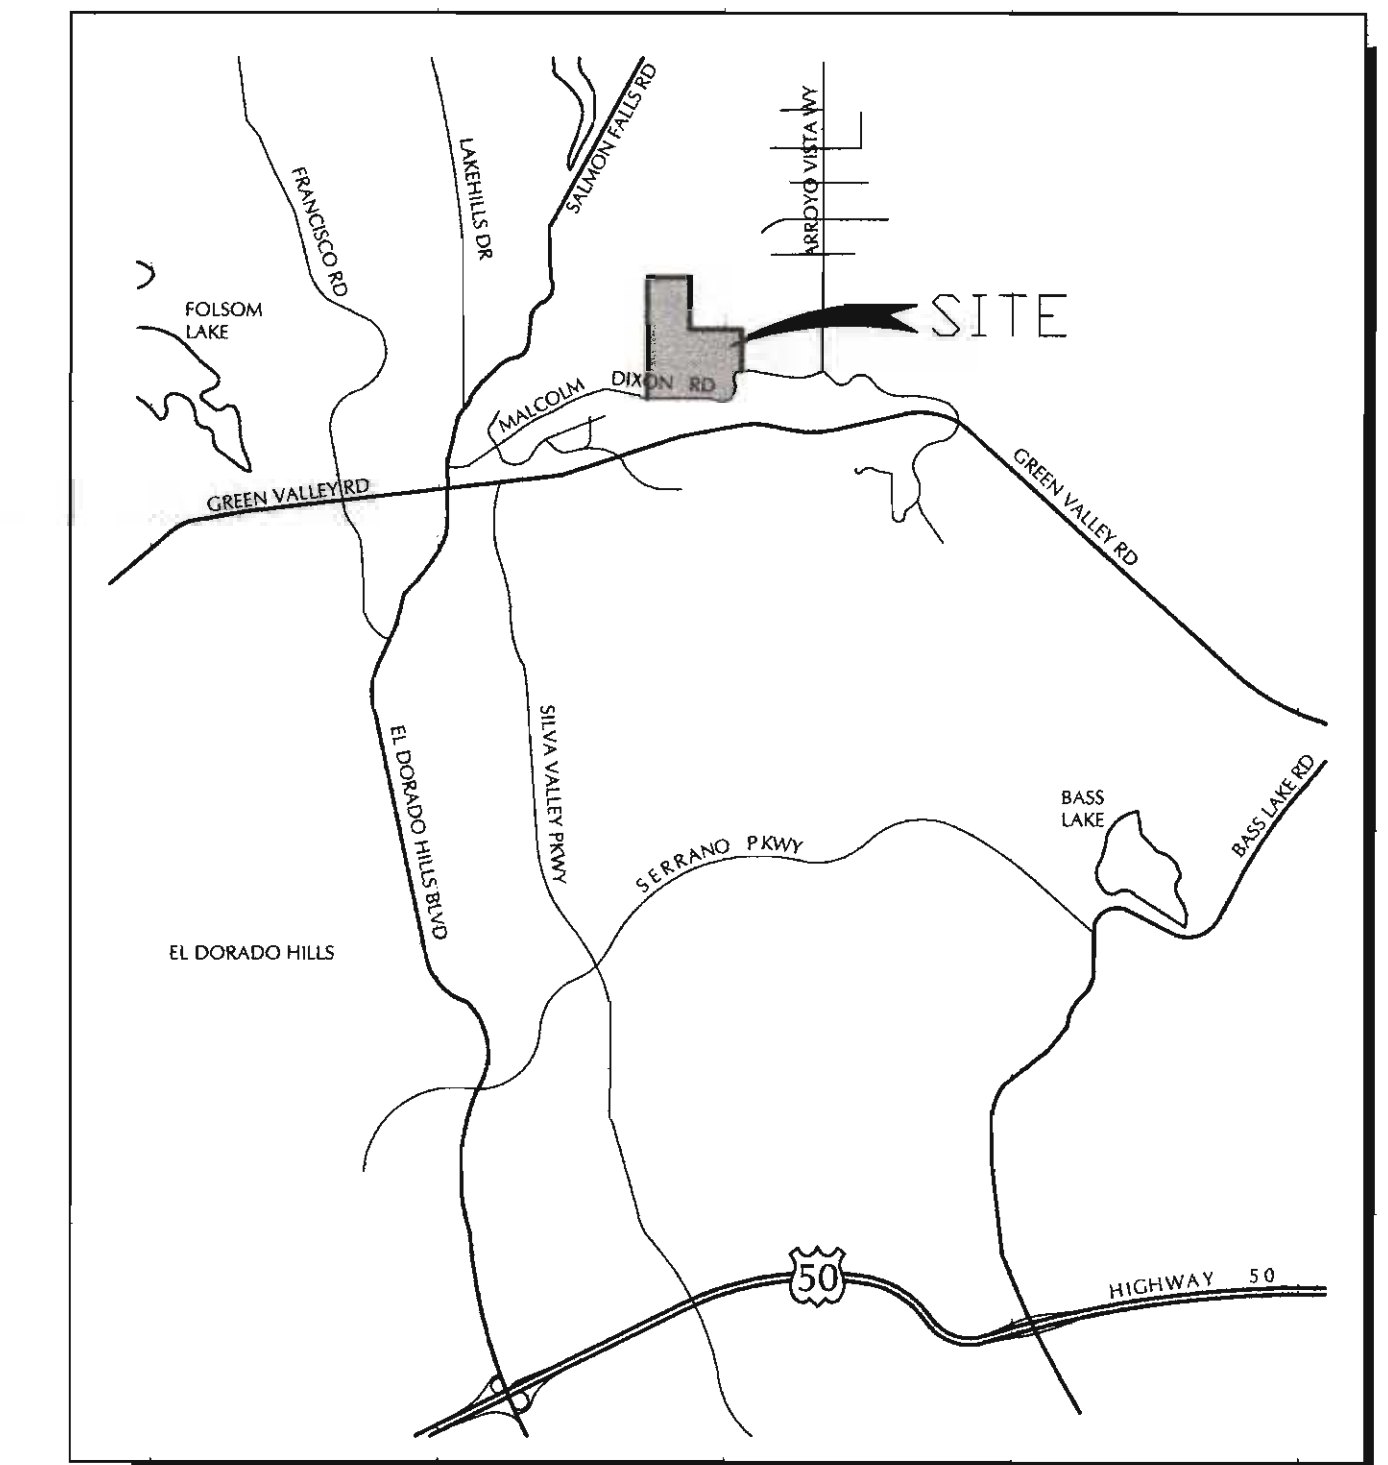 SALMON FALLS RD
ARROYO VISTA WY
LAKEHILLS DR
FRANCISCO RD
FOLSOM
LAKE
SITE
MALCOLM DIXON RD
GREEN VALLEY RD
GREEN VALLEY RD
EL DORADO HILLS BLVD
SILVA VALLEY PKWY
BASS
LAKE
BASS LAKE RD
SERRANO PKWY
EL DORADO HILLS
50
HIGHWAY 50